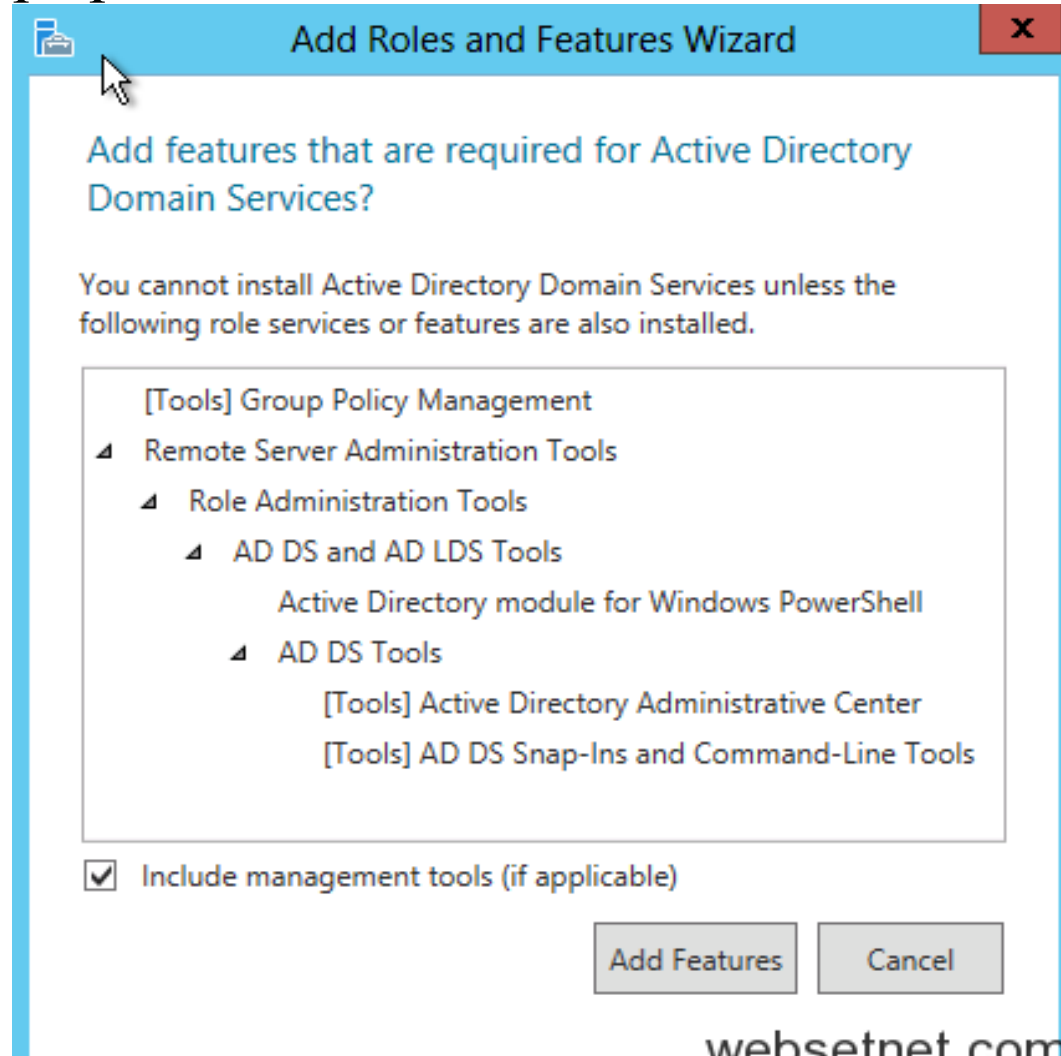 Add Roles and Features Wizard
x
Add features that are required for Active Directory
Domain Services?
You cannot install Active Directory Domain Services unless the
following role services or features are also installed.
[Tools] Group Policy Management
Remote Server Administration Tools
Role Administration Tools
AD DS and AD LDS Tools
Active Directory module for Windows PowerShell
AD DS Tools
[Tools] Active Directory Administrative Center
[Tools] AD DS Snap-Ins and Command-Line Tools
Include management tools (if applicable)
Add Features Cancel
websetnet.com